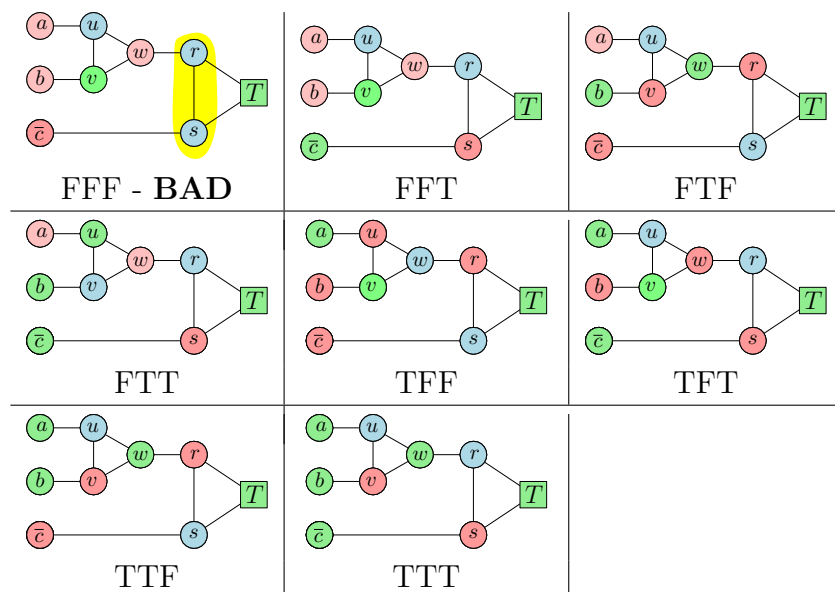 a u w r
b v T
c̅ s
FFF - BAD
a u w r
b v T
c̅ s
FFT
a u w r
b v T
c̅ s
FTF
a u w r
b v T
c̅ s
FTT
a u w r
b v T
c̅ s
TFF
a u w r
b v T
c̅ s
TFT
a u w r
b v T
c̅ s
TTF
a u w r
b v T
c̅ s
TTT